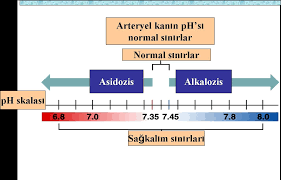 Arteryel kanın pH'sı
normal sınırlar
Normal sınırlar
Asidozis
Alkalozis
pH skalası
6.8 7.0 7.35 7.45 7.8 8.0
Sağkalım sınırları